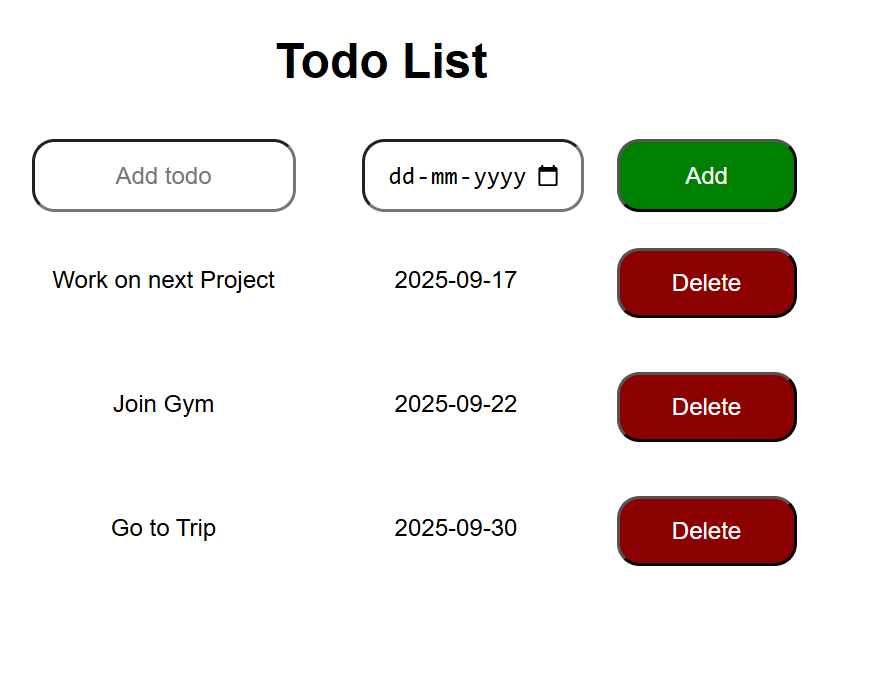 Todo List
Add todo dd-mm-yyyy Add
Work on next Project 2025-09-17 Delete
Join Gym 2025-09-22 Delete
Go to Trip 2025-09-30 Delete